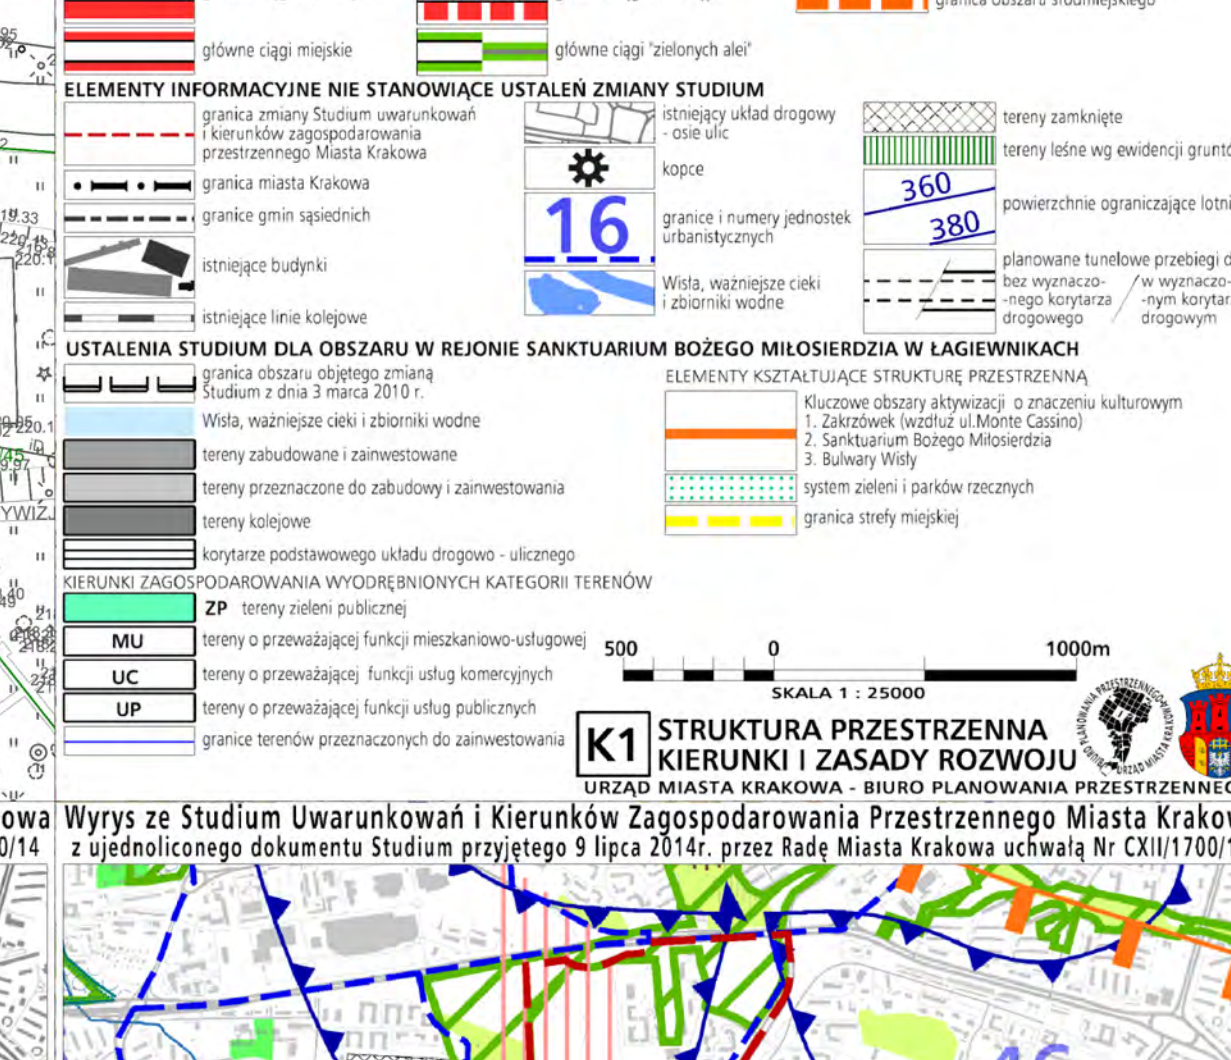 granica obszaru śródmiejskiego
główne ciągi miejskie
główne ciągi "zielonych alei"
ELEMENTY INFORMACYJNE NIE STANOWIĄCE USTALEŃ ZMIANY STUDIUM
granica zmiany Studium uwarunkowań
i kierunków zagospodarowania
przestrzennego Miasta Krakowa
granica miasta Krakowa
granice gmin sąsiednich
istniejące budynki
istniejące linie kolejowe
istniejący układ drogowy
- osie ulic
kopce
16
granice i numery jednostek
urbanistycznych
Wisła, ważniejsze cieki
i zbiorniki wodne
tereny zamknięte
tereny leśne wg ewidencji gruntó
360
380
powierzchnie ograniczające lotni
planowane tunelowe przebiegi d
bez wyznaczo-
-nego korytarza
drogowego
w wyznaczo-
-nym korytar
drogowym
USTALENIA STUDIUM DLA OBSZARU W REJONIE SANKTUARIUM BOŻEGO MIŁOSIERDZIA W ŁAGIEWNIKACH
granica obszaru objętego zmianą
Studium z dnia 3 marca 2010 r.
Wisła, ważniejsze cieki i zbiorniki wodne
tereny zabudowane i zainwestowane
tereny przeznaczone do zabudowy i zainwestowania
tereny kolejowe
korytarze podstawowego układu drogowo - ulicznego
ELEMENTY KSZTAŁTUJĄCE STRUKTURĘ PRZESTRZENNĄ
Kluczowe obszary aktywizacji o znaczeniu kulturowym
1. Zakrzówek (wzdłuż ul.Monte Cassino)
2. Sanktuarium Bożego Miłosierdzia
3. Bulwary Wisły
system zieleni i parków rzecznych
granica strefy miejskiej
KIERUNKI ZAGOSPODAROWANIA WYODRĘBNIONYCH KATEGORII TERENÓW
ZP tereny zieleni publicznej
MU tereny o przeważającej funkcji mieszkaniowo-usługowej
UC tereny o przeważającej funkcji usług komercyjnych
UP tereny o przeważającej funkcji usług publicznych
granice terenów przeznaczonych do zainwestowania
500 0 1000m
SKALA 1 : 25000
K1 STRUKTURA PRZESTRZENNA
KIERUNKI I ZASADY ROZWOJU
URZĄD MIASTA KRAKOWA - BIURO PLANOWANIA PRZESTRZENNEG
owa Wyrys ze Studium Uwarunkowań i Kierunków Zagospodarowania Przestrzennego Miasta Krakow
0/14 z ujednoliconego dokumentu Studium przyjętego 9 lipca 2014r. przez Radę Miasta Krakowa uchwałą Nr CXII/1700/1